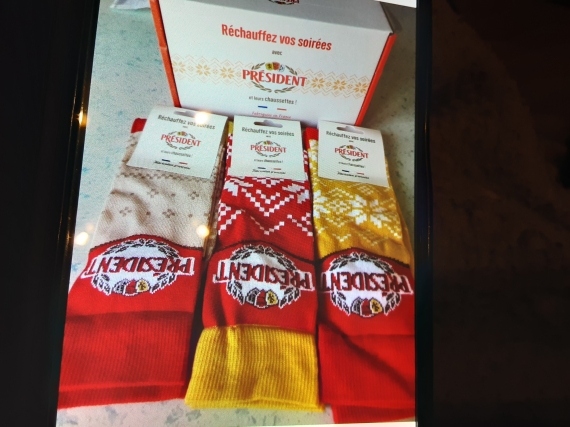 Réchauffez vos soirées
avec
PRÉSIDENT
et leurs chaussettes !
Réchauffez vos soirées
PRÉSIDENT
Réchauffez vos soirées
PRÉSIDENT
Réchauffez vos soirées
PRÉSIDENT
PRÉSIDENT
PRÉSIDENT
PRÉSIDENT